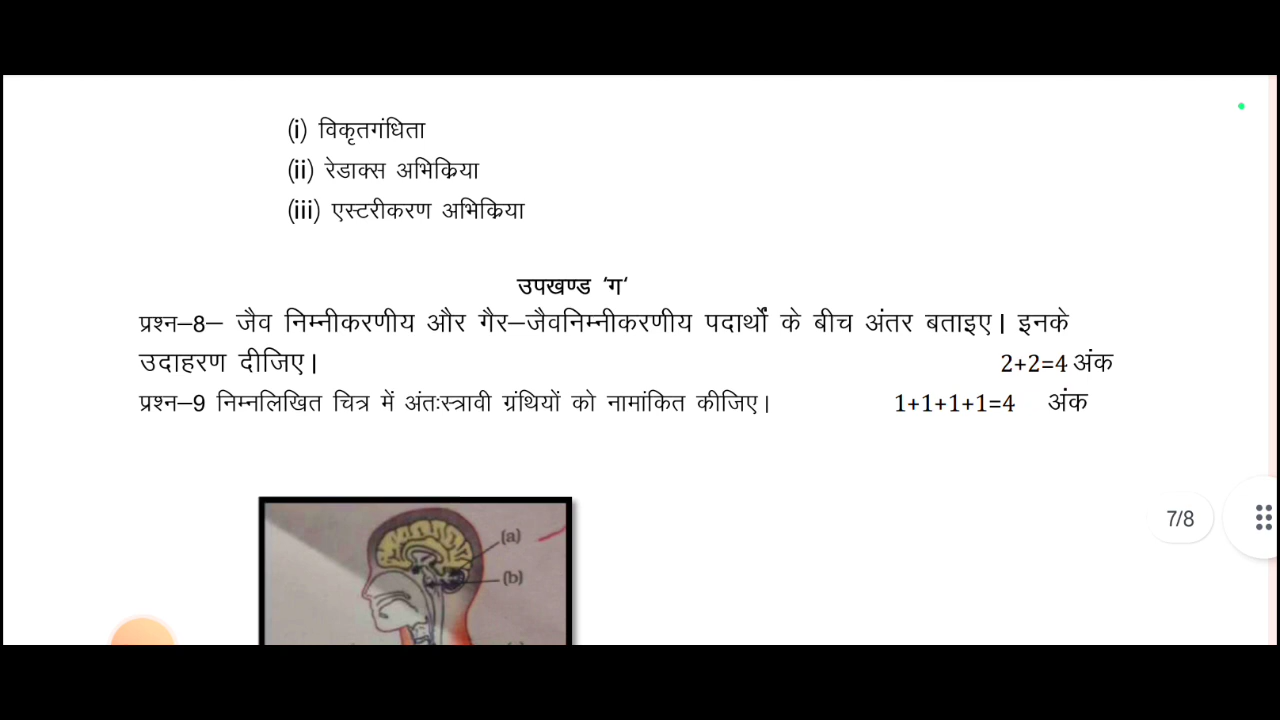 (i) विकृतगंधिता
(ii) रेडाक्स अभिक्रिया
(iii) एस्टरीकरण अभिक्रिया
उपखण्ड ‘ग‘
प्रश्न–8– जैव निम्नीकरणीय और गैर–जैवनिम्नीकरणीय पदार्थों के बीच अंतर बताइए। इनके
उदाहरण दीजिए। 2+2=4 अंक
प्रश्न–9 निम्नलिखित चित्र में अंतःस्त्रावी ग्रंथियों को नामांकित कीजिए। 1+1+1+1=4 अंक
7/8
(a)
(b)